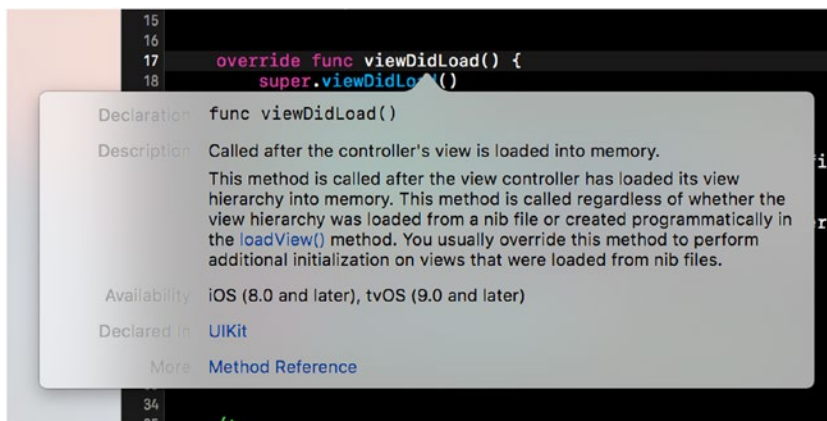 15
16
17 override func viewDidLoad() {
18 super.viewDidLoad()
Declaration func viewDidLoad()
Description Called after the controller's view is loaded into memory.
This method is called after the view controller has loaded its view
hierarchy into memory. This method is called regardless of whether the
view hierarchy was loaded from a nib file or created programmatically in
the loadView() method. You usually override this method to perform
additional initialization on views that were loaded from nib files.
Availability iOS (8.0 and later), tvOS (9.0 and later)
Declared In UIKit
More Method Reference
34